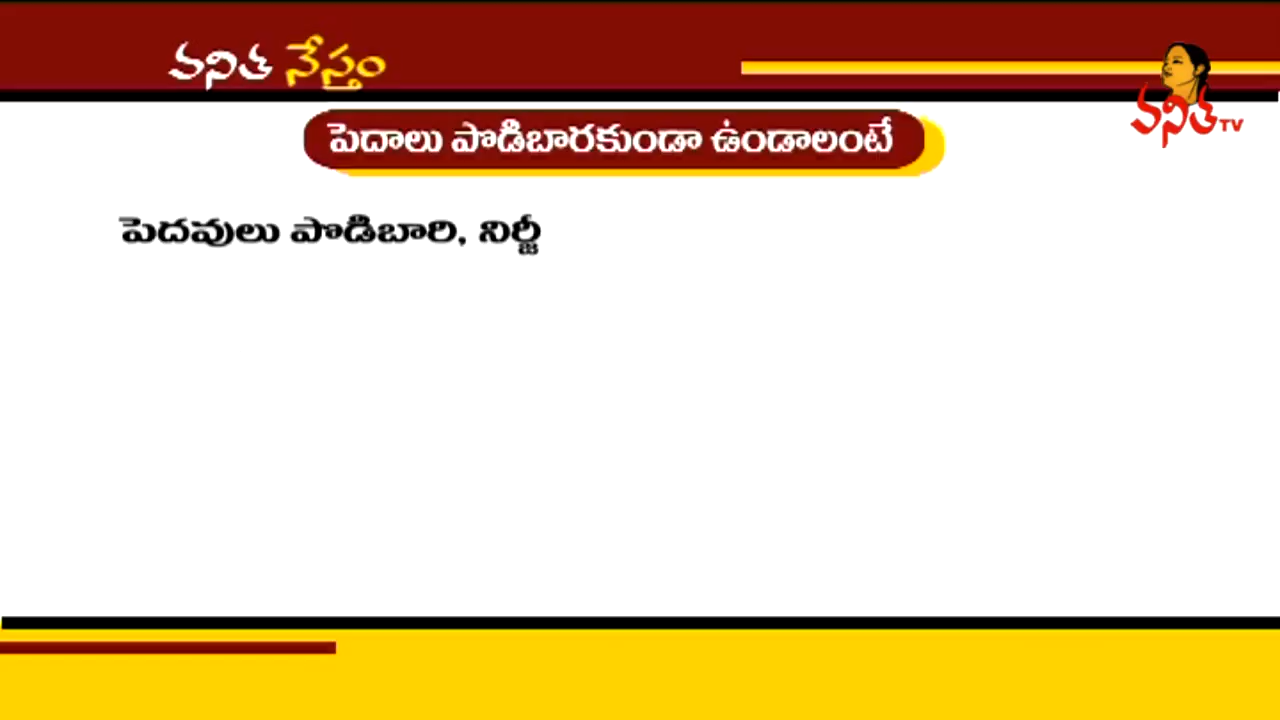 వనిత నేస్తం
వనిత TV
పెదాలు పొడిబారకుండా ఉండాలంటే
పెదవులు పొడిబారి, నిర్జీ